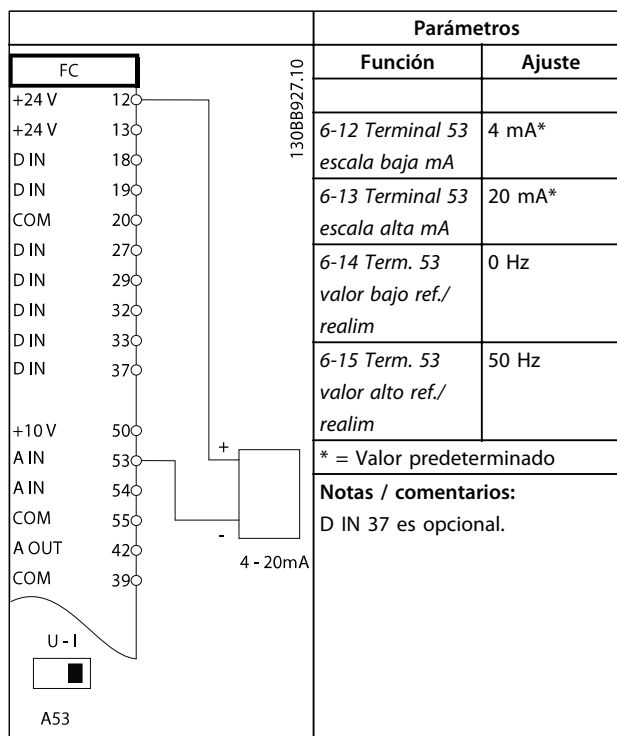 Parámetros
Función Ajuste
6-12 Terminal 53 escala baja mA 4 mA*
6-13 Terminal 53 escala alta mA 20 mA*
6-14 Term. 53 valor bajo ref./ realim 0 Hz
6-15 Term. 53 valor alto ref./ realim 50 Hz
* = Valor predeterminado
Notas / comentarios:
D IN 37 es opcional.
FC
+24 V 12
+24 V 13
D IN 18
D IN 19
COM 20
D IN 27
D IN 29
D IN 32
D IN 33
D IN 37
+10 V 50
A IN 53
A IN 54
COM 55
A OUT 42
COM 39
+
-
4 - 20mA
U - I
A53
130BB927.10